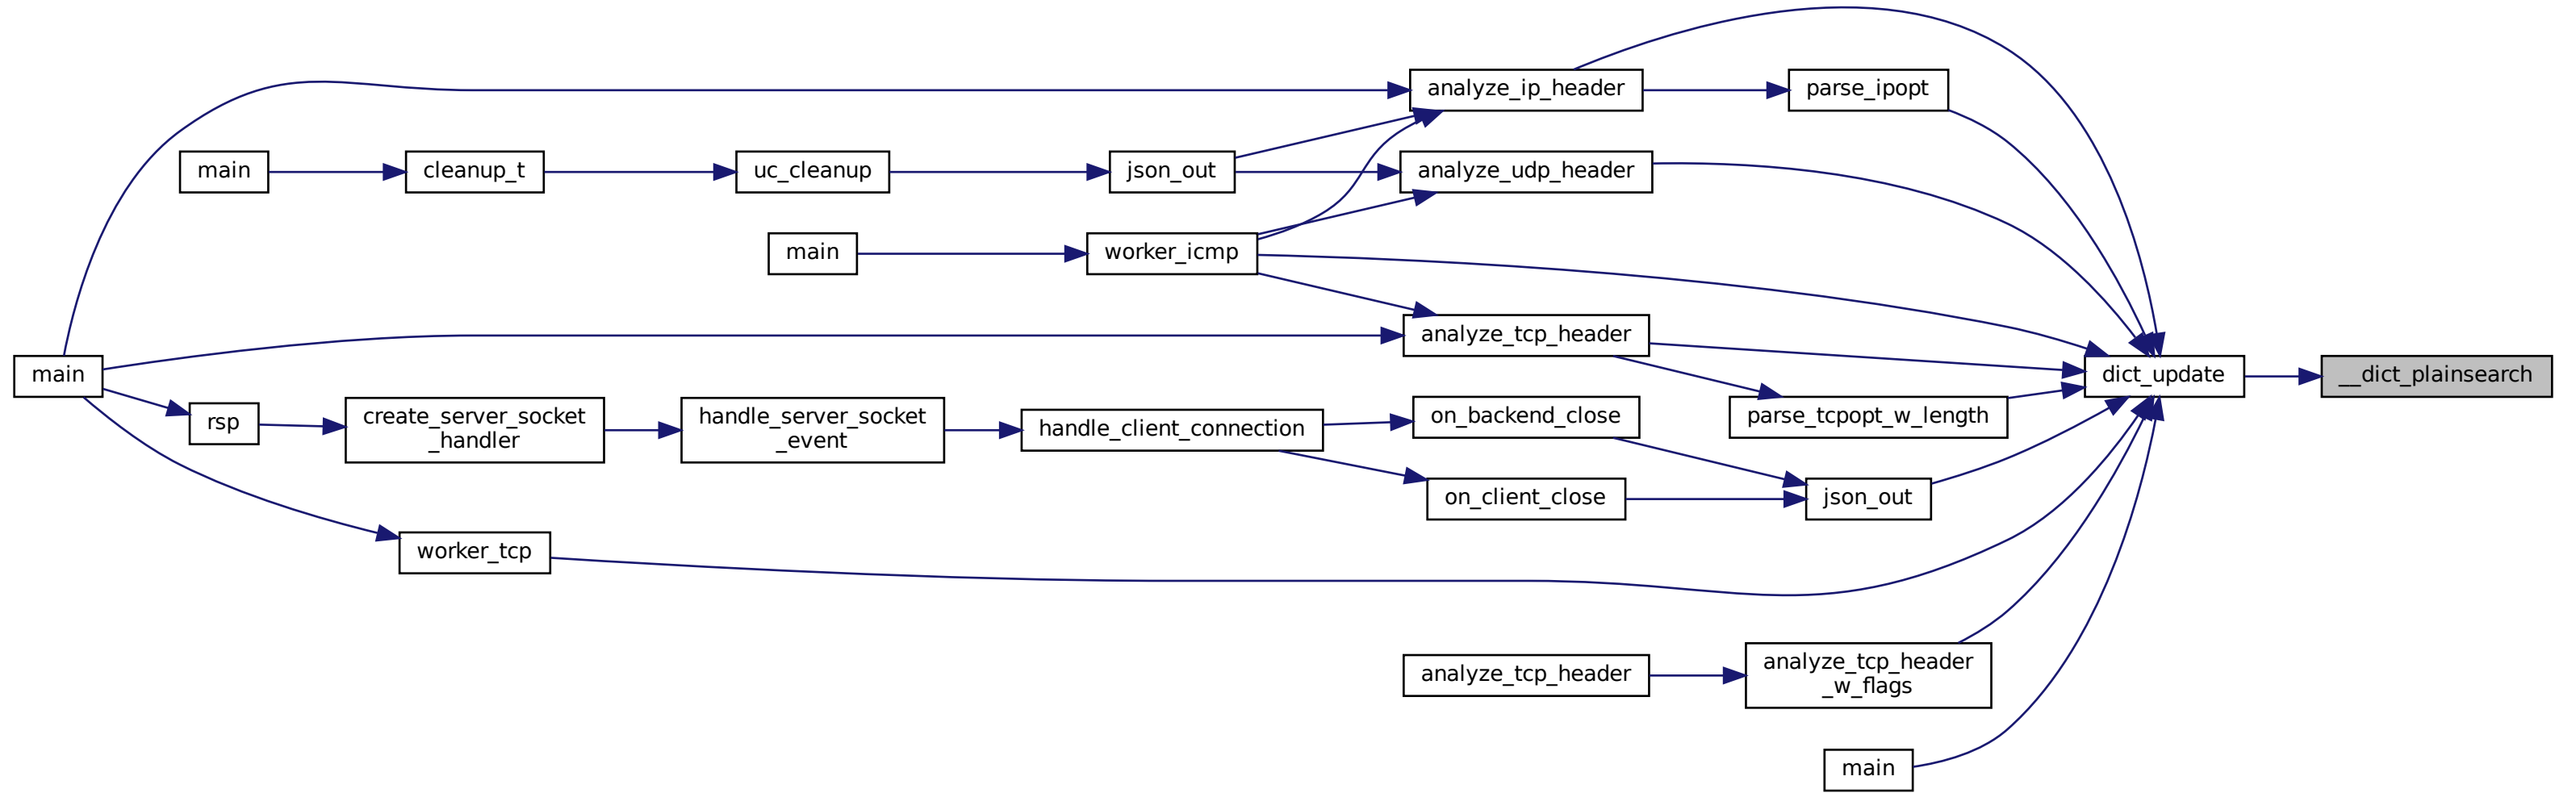 analyze_ip_header
parse_ipopt
main
cleanup_t
uc_cleanup
json_out
analyze_udp_header
main
worker_icmp
analyze_tcp_header
main
dict_update
__dict_plainsearch
rsp
create_server_socket
_handler
handle_server_socket
_event
handle_client_connection
on_backend_close
parse_tcpopt_w_length
on_client_close
json_out
worker_tcp
analyze_tcp_header
analyze_tcp_header
_w_flags
main